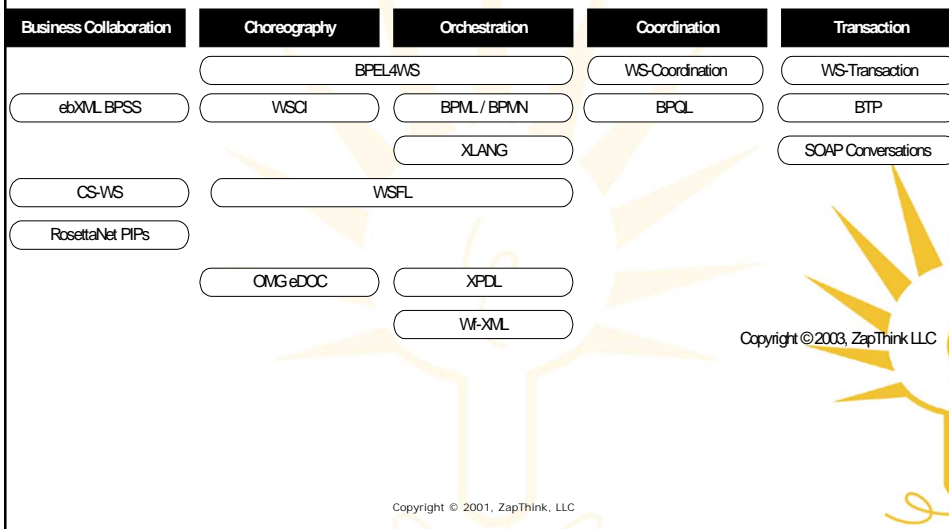 Business Collaboration
Choreography
Orchestration
Coordination
Transaction
BPEL4WS
WS-Coordination
WS-Transaction
ebXML BPSS
WSCI
BPML / BPMN
BPQL
BTP
XLANG
SOAP Conversations
CS-WS
WSFL
RosettaNet PIPs
OMG eDOC
XPDL
Wf-XML
Copyright © 2003, ZapThink LLC
Copyright © 2001, ZapThink, LLC